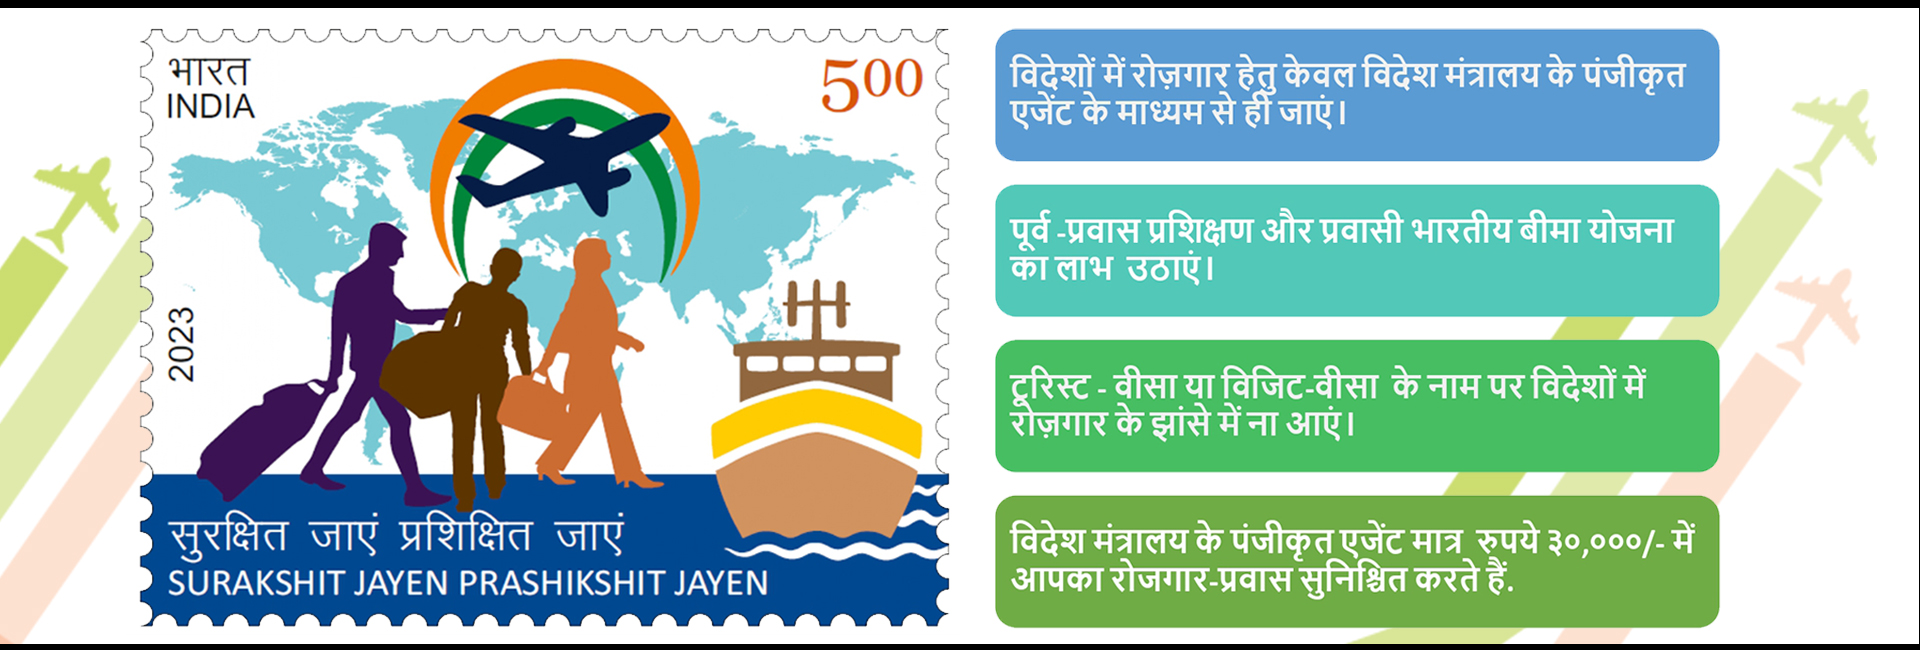 भारत
INDIA
500
2023
सुरक्षित जाएं प्रशिक्षित जाएं
SURAKSHIT JAYEN PRASHIKSHIT JAYEN
विदेशों में रोज़गार हेतु केवल विदेश मंत्रालय के पंजीकृत
एजेंट के माध्यम से ही जाएं।
पूर्व -प्रवास प्रशिक्षण और प्रवासी भारतीय बीमा योजना
का लाभ उठाएं।
टूरिस्ट - वीसा या विजिट-वीसा के नाम पर विदेशों में
रोज़गार के झांसे में ना आएं।
विदेश मंत्रालय के पंजीकृत एजेंट मात्र रुपये ३०,०००/- में
आपका रोजगार-प्रवास सुनिश्चित करते हैं.